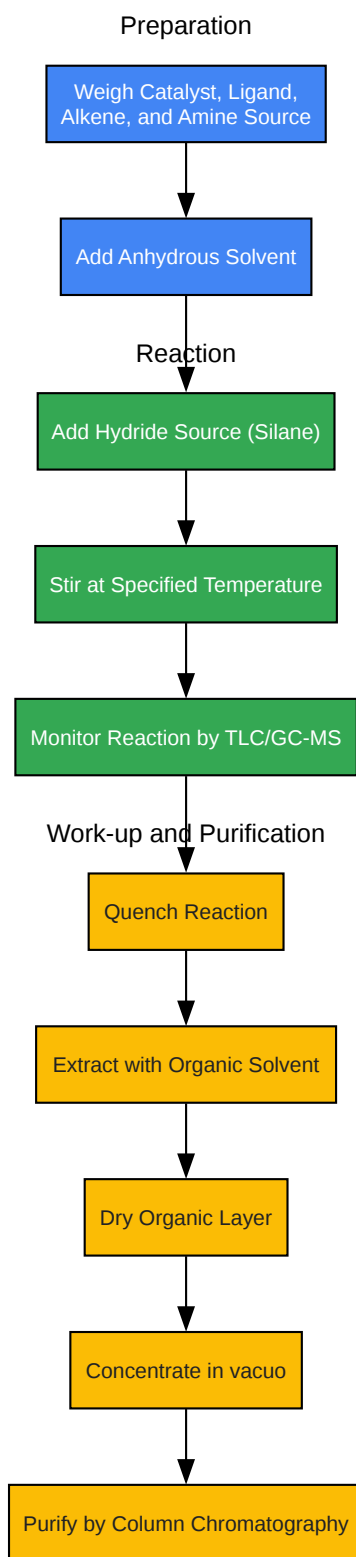 Preparation
Weigh Catalyst, Ligand,
Alkene, and Amine Source
Add Anhydrous Solvent
Reaction
Add Hydride Source (Silane)
Stir at Specified Temperature
Monitor Reaction by TLC/GC-MS
Work-up and Purification
Quench Reaction
Extract with Organic Solvent
Dry Organic Layer
Concentrate in vacuo
Purify by Column Chromatography